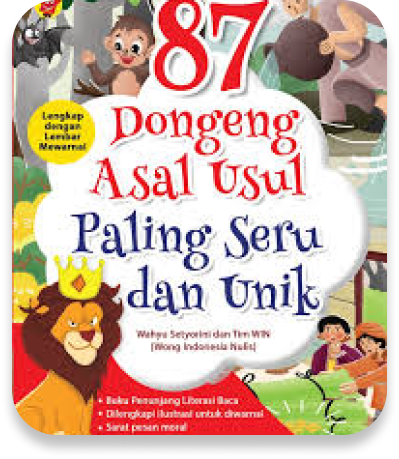 87
Dongeng
Asal Usul
Paling Seru
dan Unik
Lengkap
dengan
Lembar
Mewarnai
Wahyu Setyorini dan Tim WIN
(Wong Indonesia Nulis)
• Buku Penunjang Literasi Baca
• Dilengkapi ilustrasi untuk diwarnai
• Sarat pesan moral